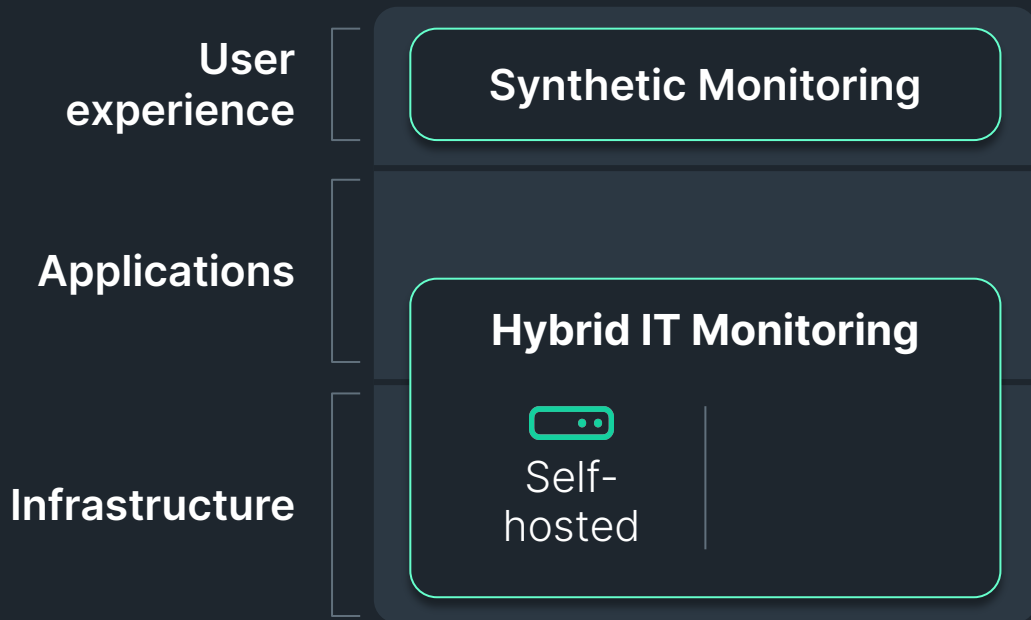 User
experience
Synthetic Monitoring
Applications
Hybrid IT Monitoring
Infrastructure
Self-
hosted